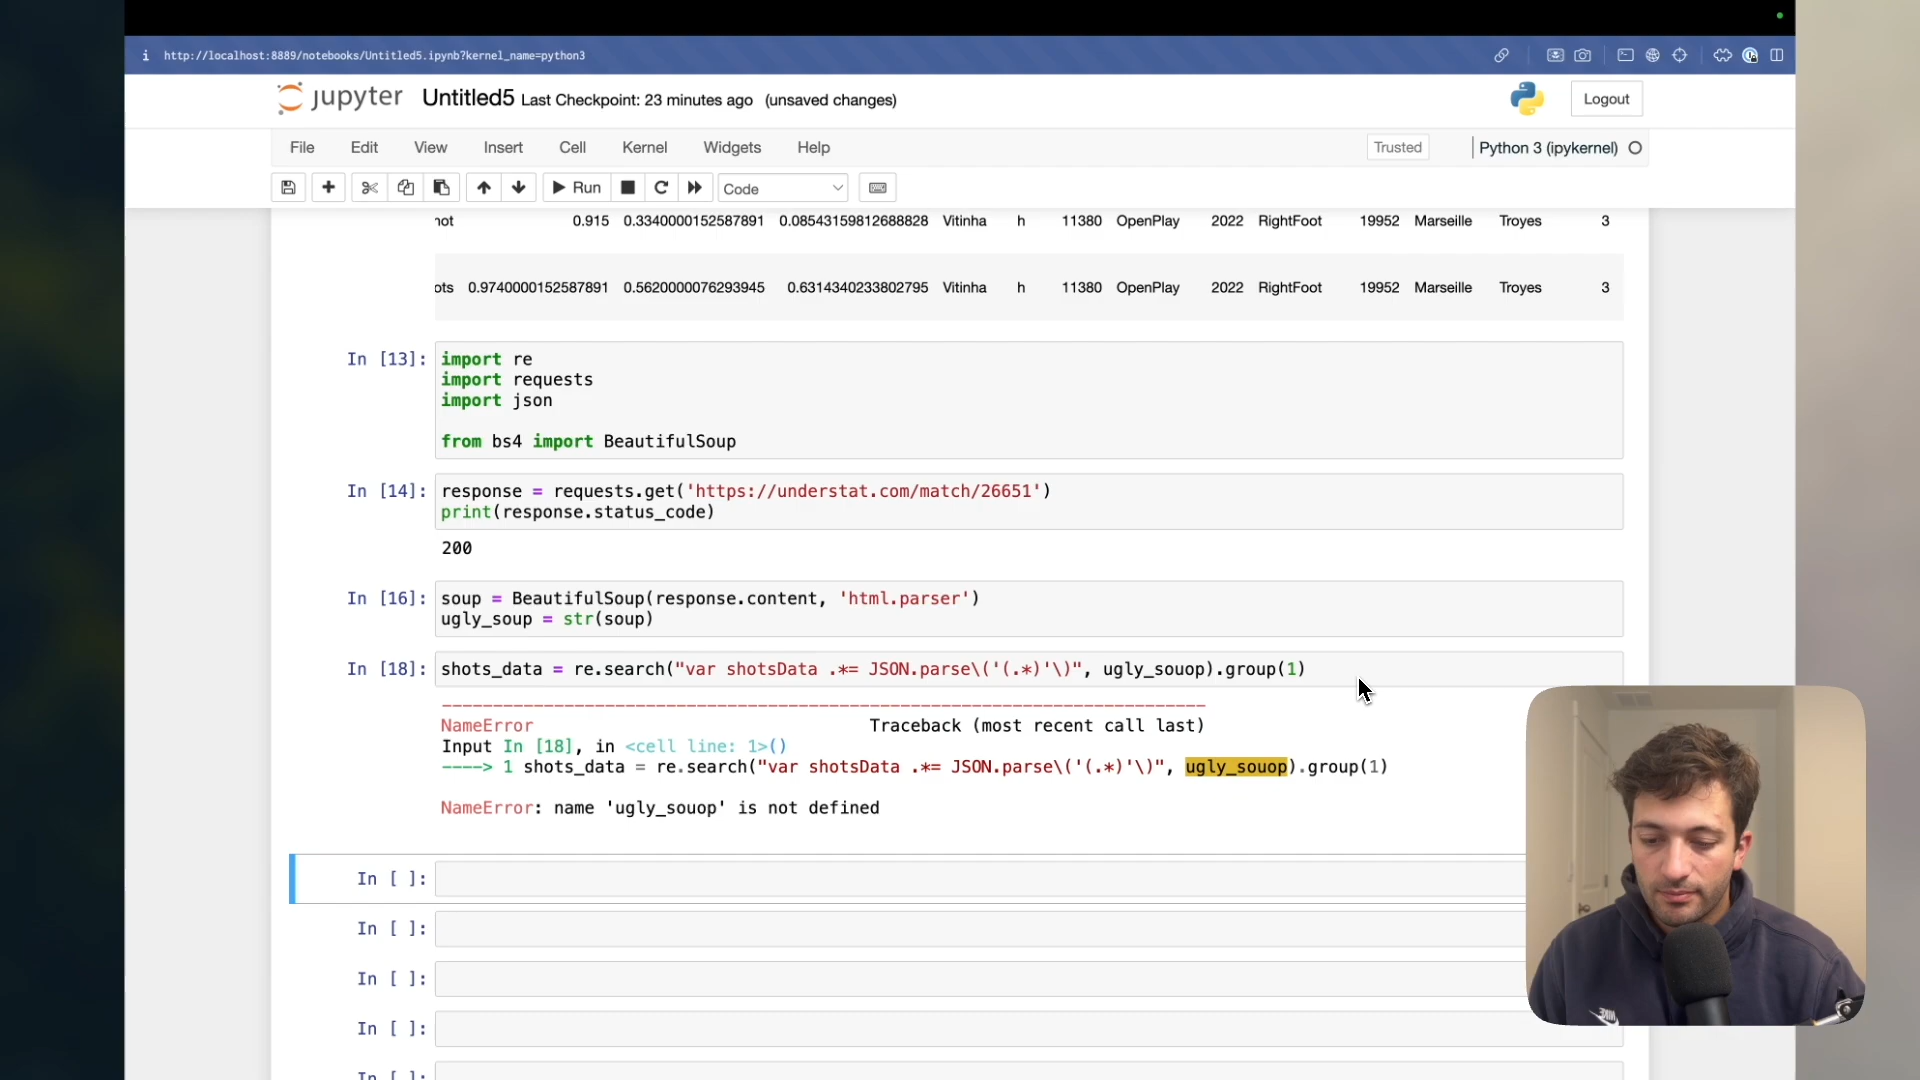 i http://localhost:8889/notebooks/Untitled5.ipynb?kernel_name=python3
jupyter Untitled5 Last Checkpoint: 23 minutes ago (unsaved changes)
Logout
File Edit View Insert Cell Kernel Widgets Help
Trusted
Python 3 (ipykernel)
Run
Code
not 0.915 0.3340000152587891 0.08543159812688828 Vitinha h 11380 OpenPlay 2022 RightFoot 19952 Marseille Troyes 3
ots 0.9740000152587891 0.5620000076293945 0.6314340233802795 Vitinha h 11380 OpenPlay 2022 RightFoot 19952 Marseille Troyes 3
In [13]: import re
import requests
import json
from bs4 import BeautifulSoup
In [14]: response = requests.get('https://understat.com/match/26651')
print(response.status_code)
200
In [16]: soup = BeautifulSoup(response.content, 'html.parser')
ugly_soup = str(soup)
In [18]: shots_data = re.search("var shotsData .*= JSON.parse\('(.*)'\)", ugly_souop).group(1)
---------------------------------------------------------------------------
NameError Traceback (most recent call last)
Input In [18], in <cell line: 1>()
----> 1 shots_data = re.search("var shotsData .*= JSON.parse\('(.*)'\)", ugly_souop).group(1)
NameError: name 'ugly_souop' is not defined
In [ ]:
In [ ]:
In [ ]:
In [ ]:
In [ ]:
NIKE